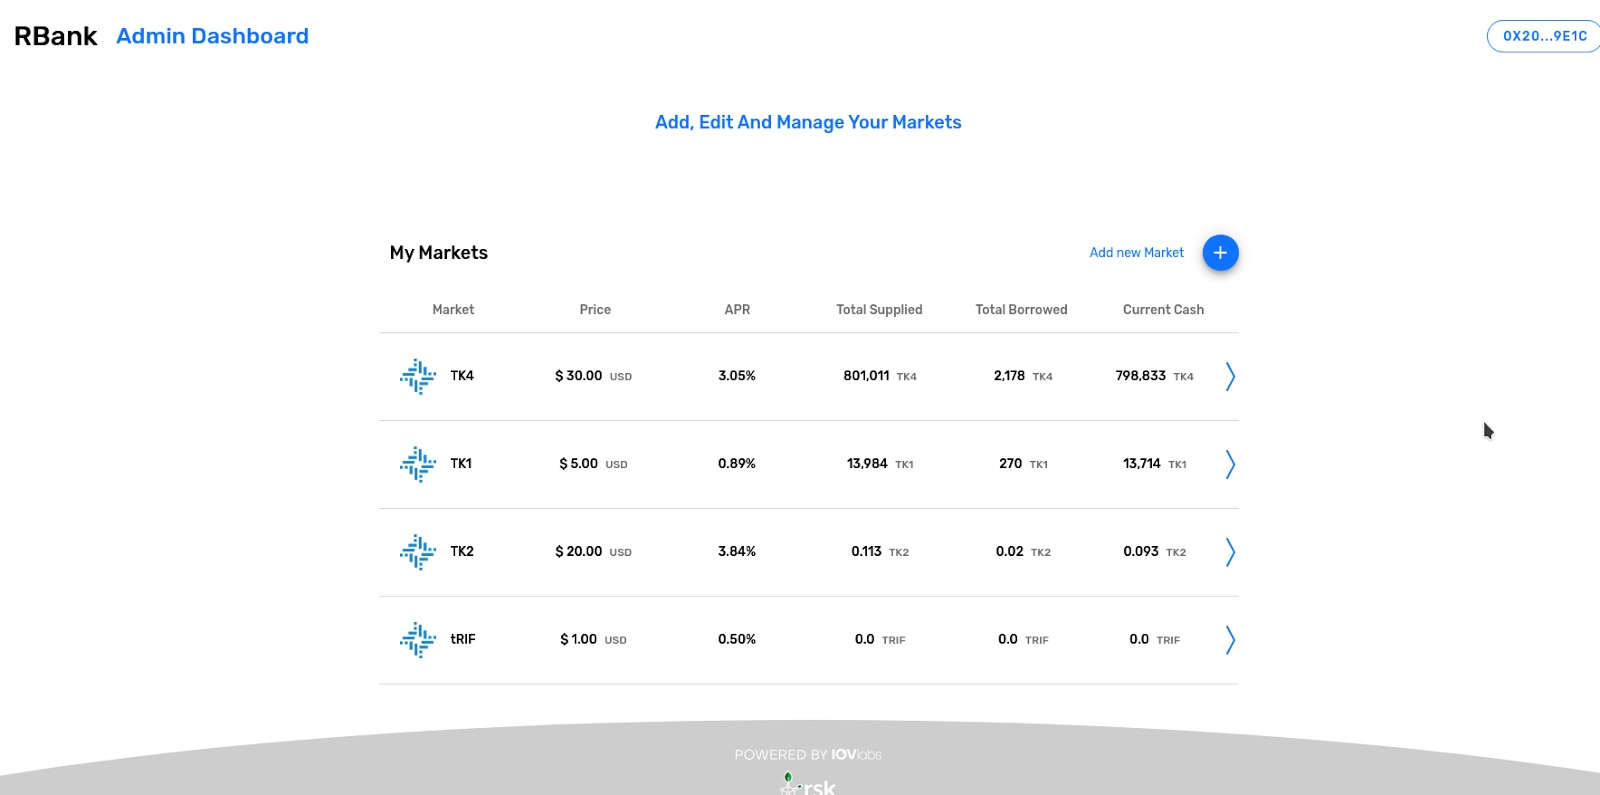 RBank Admin Dashboard 0X20...9E1C
Add, Edit And Manage Your Markets
My Markets Add new Market +
Market Price APR Total Supplied Total Borrowed Current Cash
TK4 $ 30.00 USD 3.05% 801,011 TK4 2,178 TK4 798,833 TK4
TK1 $ 5.00 USD 0.89% 13,984 TK1 270 TK1 13,714 TK1
TK2 $ 20.00 USD 3.84% 0.113 TK2 0.02 TK2 0.093 TK2
tRIF $ 1.00 USD 0.50% 0.0 TRIF 0.0 TRIF 0.0 TRIF
POWERED BY IOVlabs
rsk